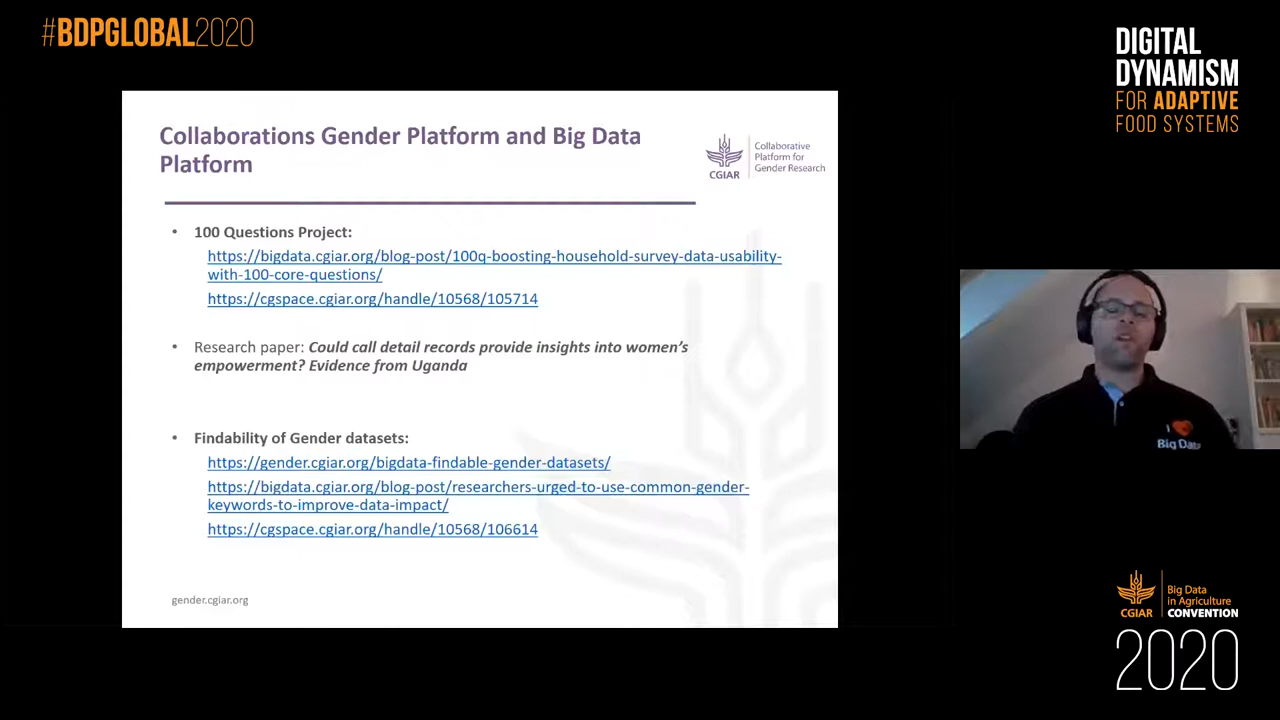 #BDPGLOBAL2020
DIGITAL
DYNAMISM
FOR ADAPTIVE
FOOD SYSTEMS
Collaborations Gender Platform and Big Data
Platform
CGIAR
Collaborative
Platform for
Gender Research
• 100 Questions Project:
https://bigdata.cgiar.org/blog-post/100q-boosting-household-survey-data-usability-
with-100-core-questions/
https://cgspace.cgiar.org/handle/10568/105714
• Research paper: Could call detail records provide insights into women's
empowerment? Evidence from Uganda
• Findability of Gender datasets:
https://gender.cgiar.org/bigdata-findable-gender-datasets/
https://bigdata.cgiar.org/blog-post/researchers-urged-to-use-common-gender-
keywords-to-improve-data-impact/
https://cgspace.cgiar.org/handle/10568/106614
gender.cgiar.org
I
Big Data
CGIAR
Big Data
in Agriculture
CONVENTION
2020